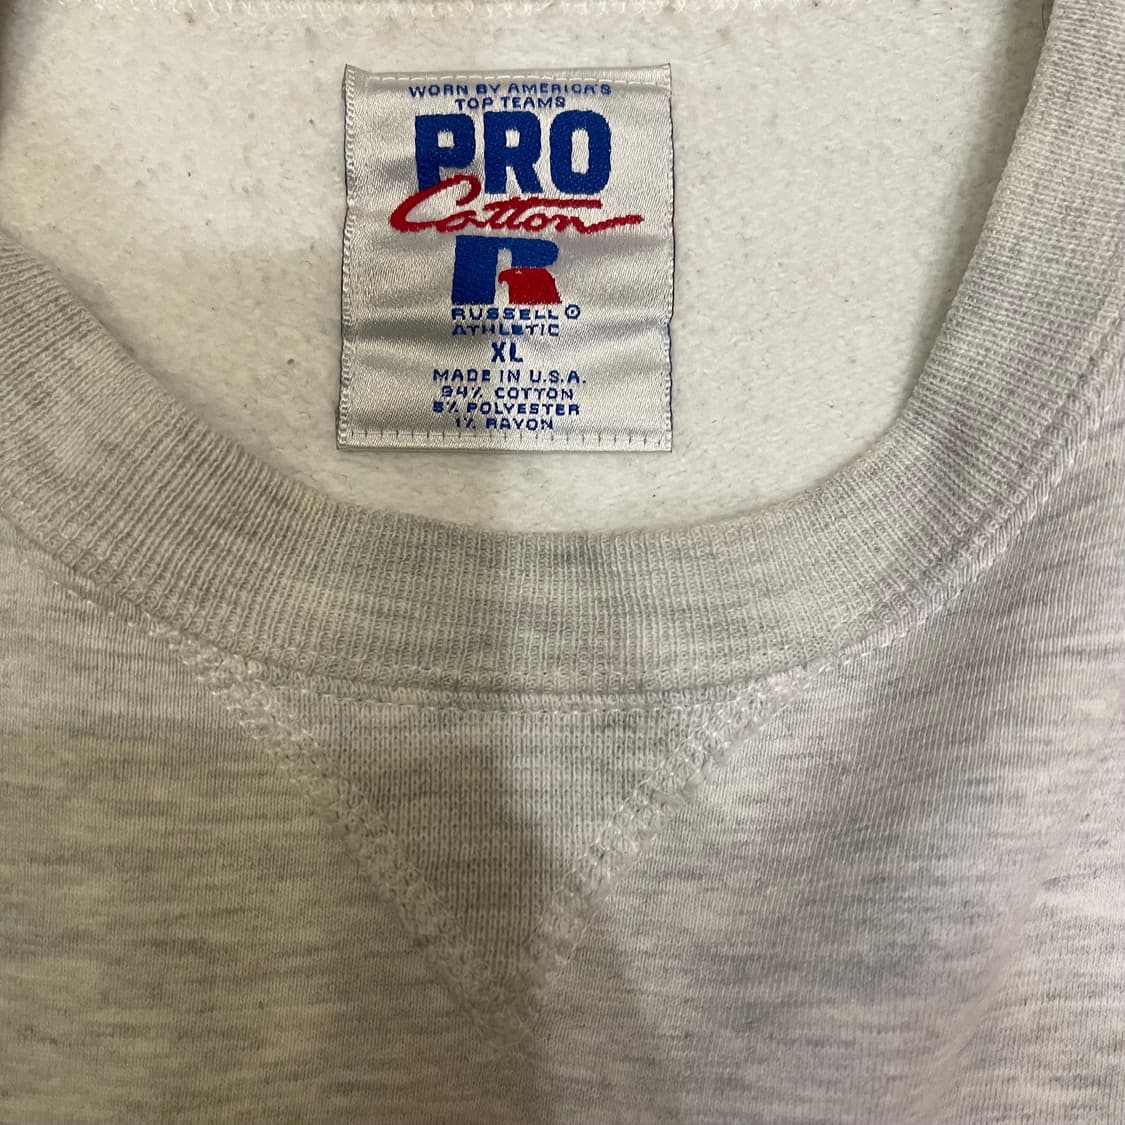 WORN BY AMERICA'S
TOP TEAMS
PRO
Cotton
R
RUSSELL ®
ATHLETIC
XL
MADE IN U.S.A.
94% COTTON
5% POLYESTER
1% RAYON